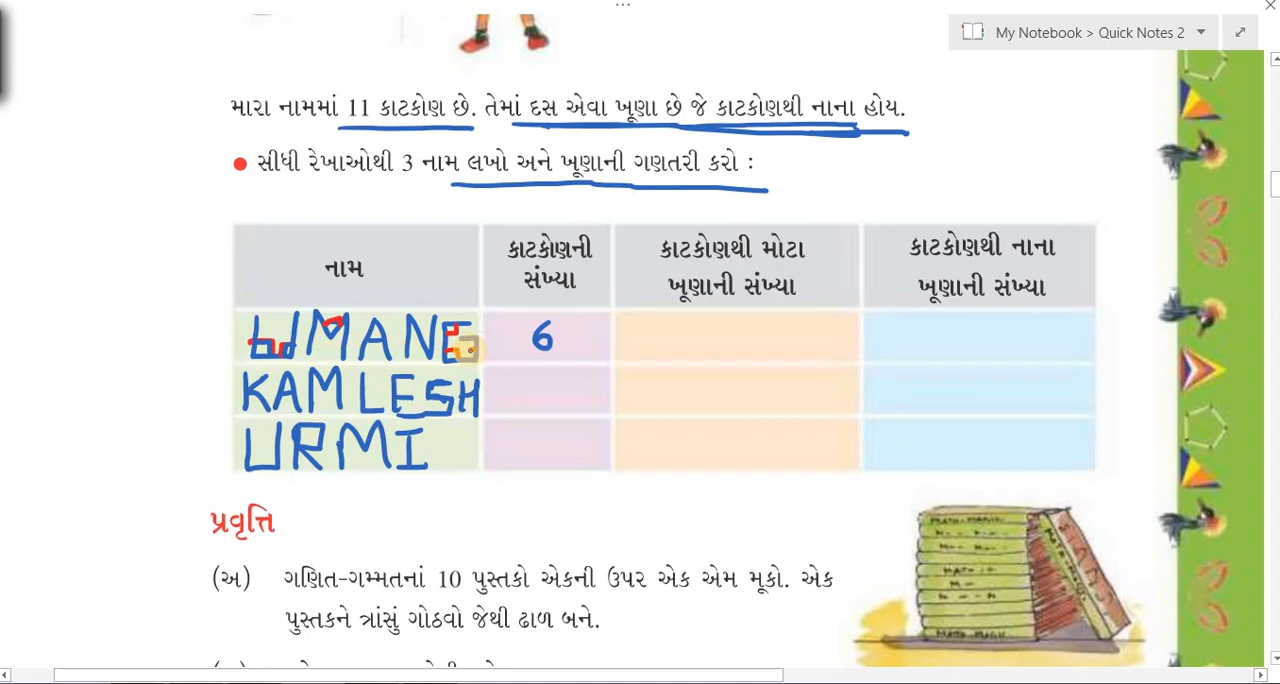 ...
My Notebook > Quick Notes 2
મારા નામમાં 11 કાટકોણ છે. તેમાં દસ એવા ખૂણા છે જે કાટકોણથી નાના હોય.
સીધી રેખાઓથી 3 નામ લખો અને ખૂણાની ગણતરી કરો :
નામ
કાટકોણની
સંખ્યા
કાટકોણથી મોટા
ખૂણાની સંખ્યા
કાટકોણથી નાના
ખૂણાની સંખ્યા
MANE 6
KAMLESH
URMI
પ્રવૃત્તિ
(અ) ગણિત-ગમ્મતનાં 10 પુસ્તકો એકની ઉપર એક એમ મૂકો. એક
પુસ્તકને ત્રાંસું ગોઠવો જેથી ઢાળ બને.